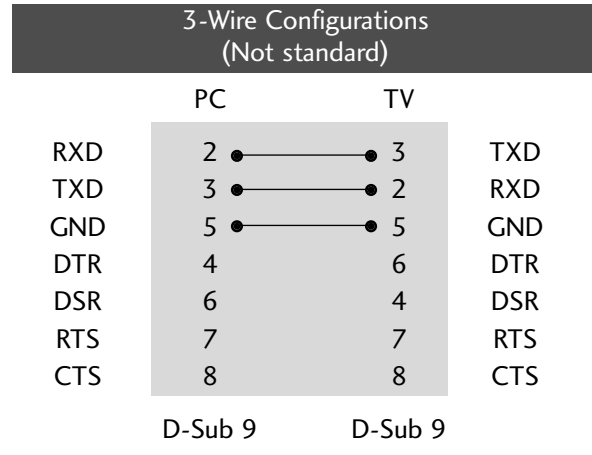 3-Wire Configurations
(Not standard)
PC TV
RXD 2 3 TXD
TXD 3 2 RXD
GND 5 5 GND
DTR 4 6 DTR
DSR 6 4 DSR
RTS 7 7 RTS
CTS 8 8 CTS
D-Sub 9 D-Sub 9